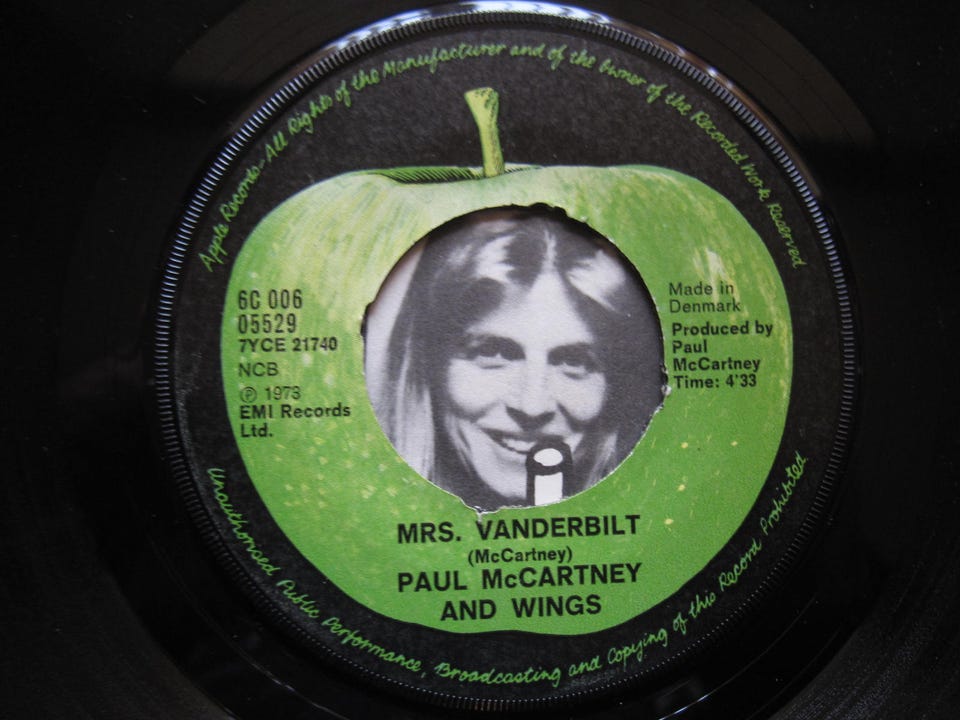 Apple Records-All Rights of the Manufacturer and of the Owner of the Recorded Work Reserved
6C 006
05529
7YCE 21740
NCB
Ⓟ 1973
EMI Records
Ltd.
Made in
Denmark
Produced by
Paul
McCartney
Time: 4'33
MRS. VANDERBILT
(McCartney)
PAUL McCARTNEY
AND WINGS
Unauthorised Public Performance, Broadcasting and Copying of this Record Prohibited